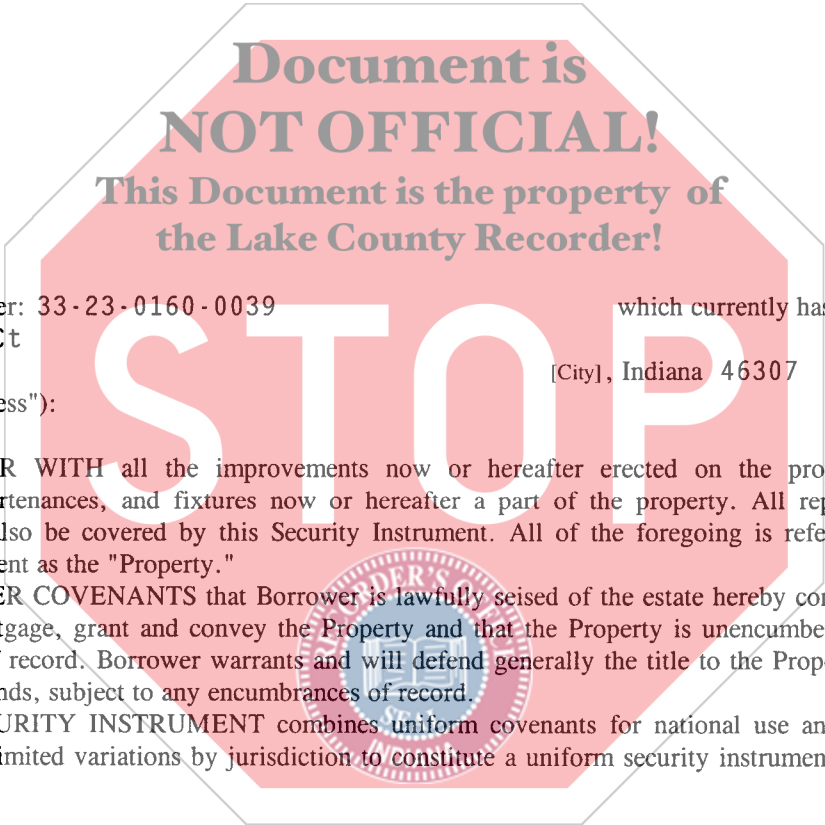 Document is
NOT OFFICIAL!
This Document is the property of
the Lake County Recorder!
er: 33-23-0160-0039 which currently has
Ct
[City], Indiana 46307
ess"):
STOP
R WITH all the improvements now or hereafter erected on the pro
rtenances, and fixtures now or hereafter a part of the property. All rep
lso be covered by this Security Instrument. All of the foregoing is refe
ent as the "Property."
ER COVENANTS that Borrower is lawfully seised of the estate hereby con
tgage, grant and convey the Property and that the Property is unencumbe
f record. Borrower warrants and will defend generally the title to the Prop
nds, subject to any encumbrances of record.
URITY INSTRUMENT combines uniform covenants for national use an
imited variations by jurisdiction to constitute a uniform security instrumen
RECORDER'S OFFICE
SEAL
INDIANA